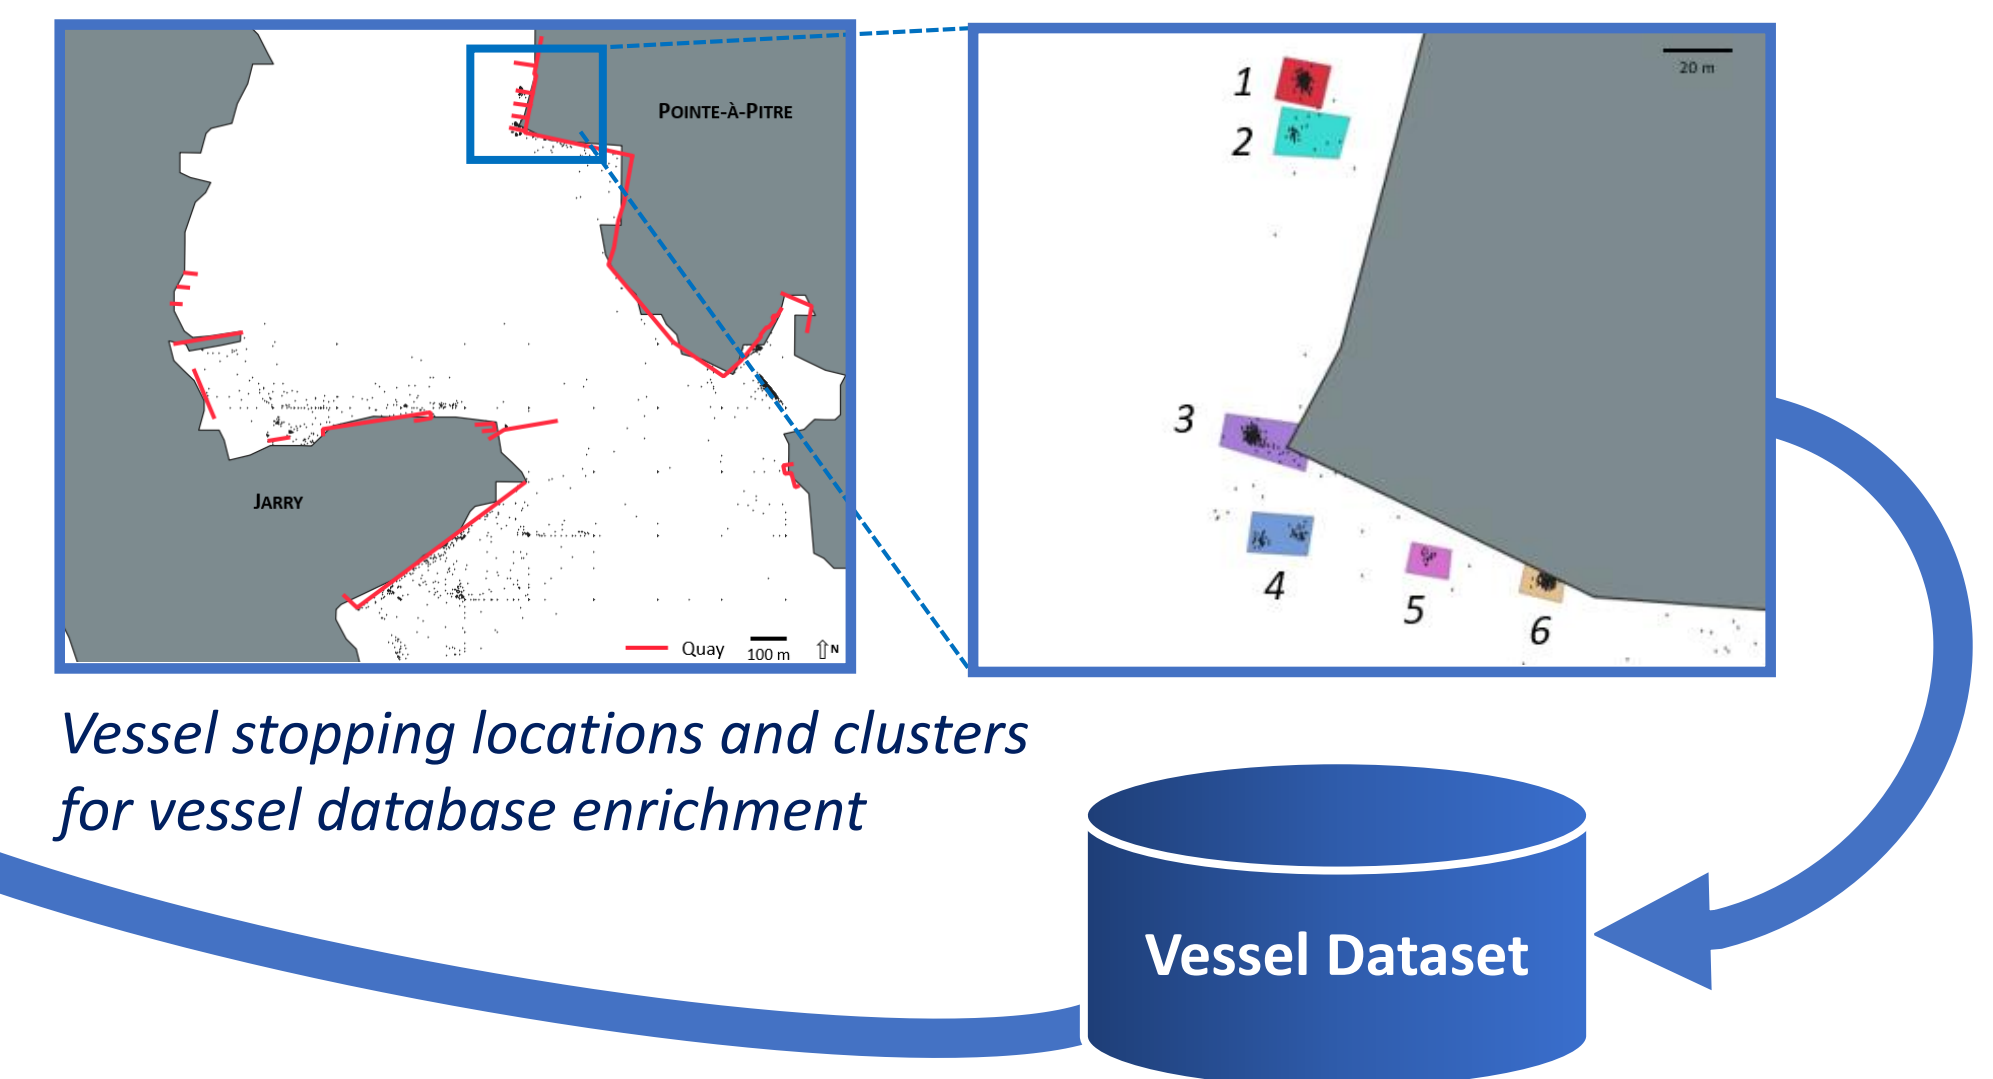 POINTE-À-PITRE
JARRY
Quay
100 m
N
20 m
1
2
3
4
5
6
Vessel stopping locations and clusters
for vessel database enrichment
Vessel Dataset